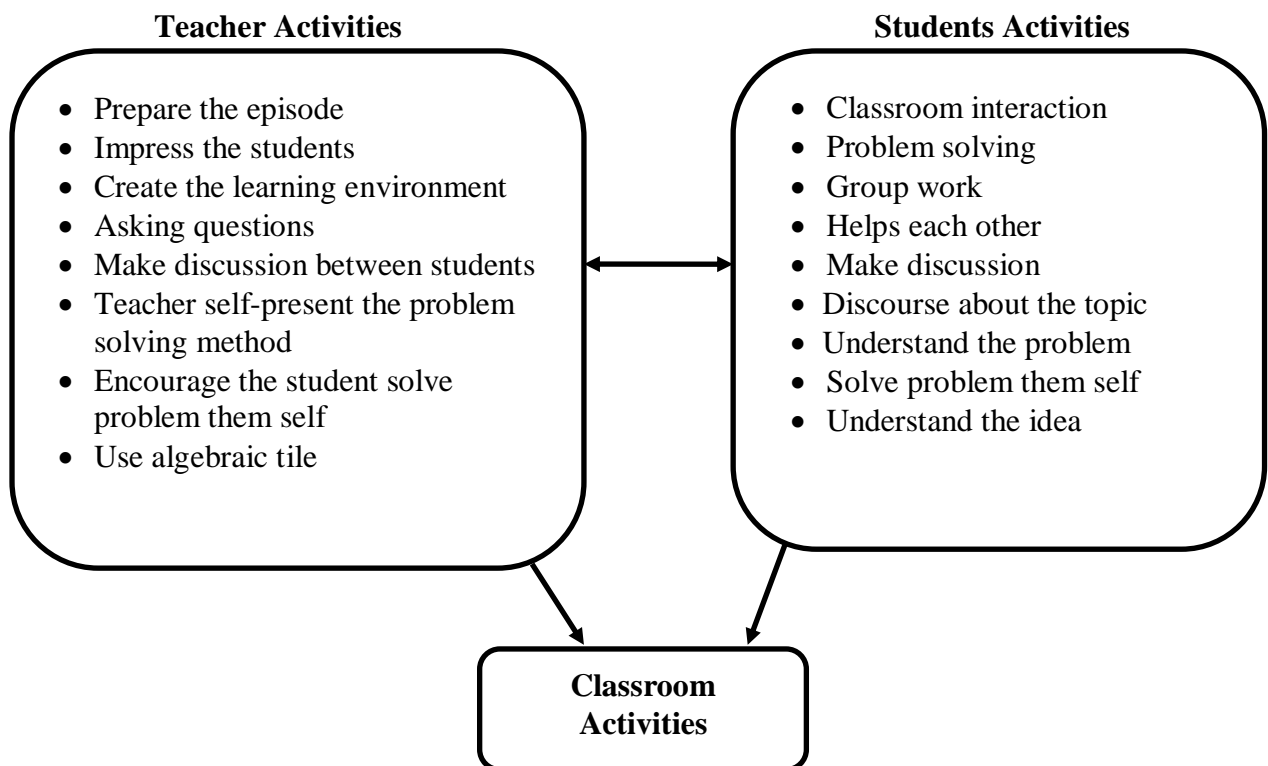 Teacher Activities
• Prepare the episode
• Impress the students
• Create the learning environment
• Asking questions
• Make discussion between students
• Teacher self-present the problem
solving method
• Encourage the student solve
problem them self
• Use algebraic tile
Students Activities
• Classroom interaction
• Problem solving
• Group work
• Helps each other
• Make discussion
• Discourse about the topic
• Understand the problem
• Solve problem them self
• Understand the idea
Classroom
Activities